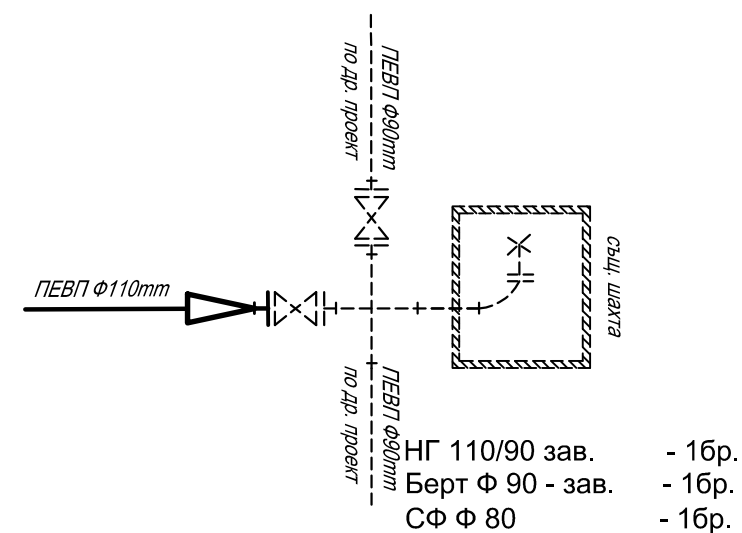 ПЕВП Ф90mm
по др. проект
ПЕВП Ф110mm
същ. шахта
ПЕВП Ф90mm
по др. проект
НГ 110/90 зав. - 1бр.
Берт Ф 90 - зав. - 1бр.
СФ Ф 80 - 1бр.